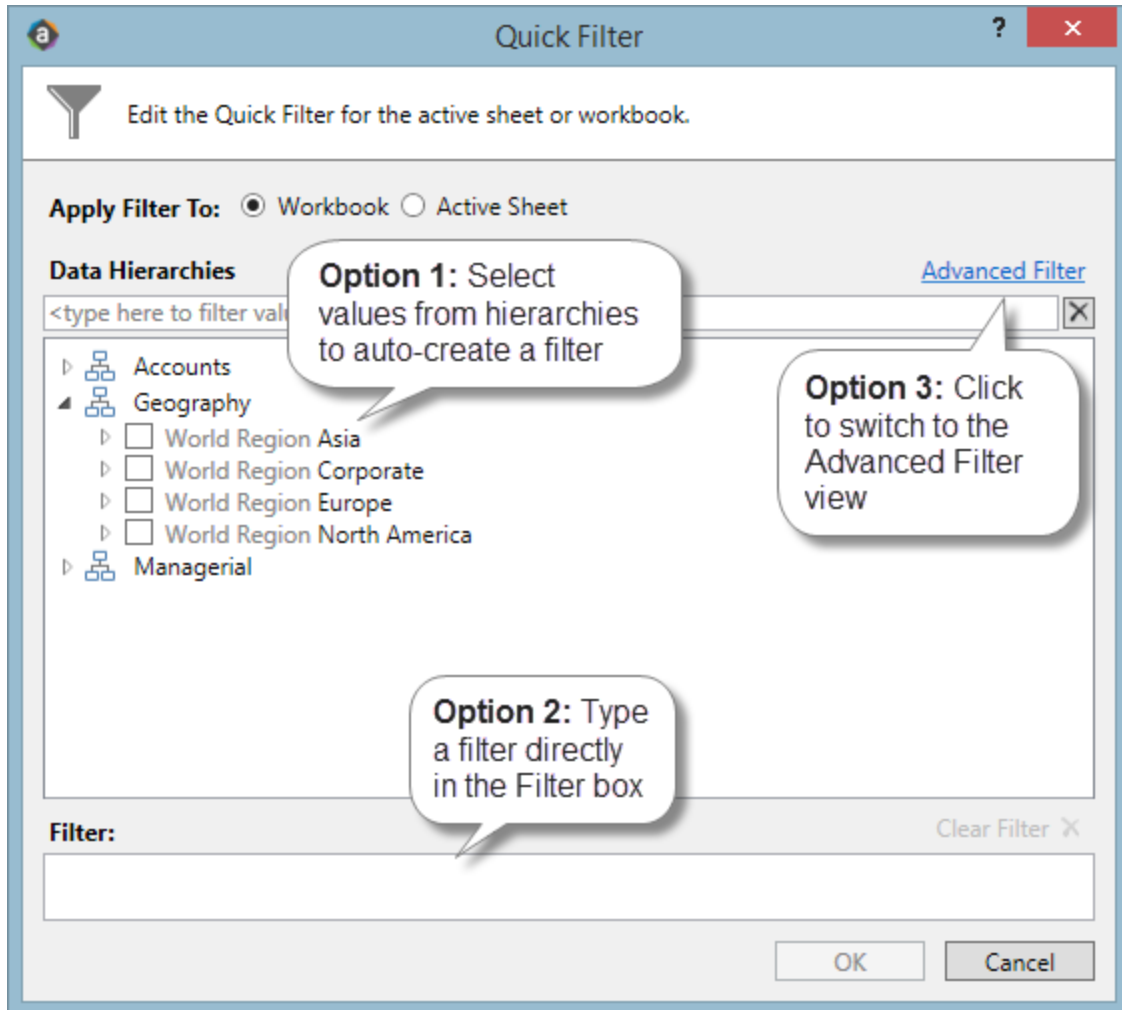 Quick Filter
?
Edit the Quick Filter for the active sheet or workbook.
Apply Filter To: Workbook Active Sheet
Data Hierarchies
Advanced Filter
<type here to filter
Option 1: Select
values from hierarchies
to auto-create a filter
Accounts
Geography
World Region Asia
World Region Corporate
World Region Europe
World Region North America
Managerial
Option 3: Click
to switch to the
Advanced Filter
view
Option 2: Type
a filter directly
in the Filter box
Filter:
Clear Filter
OK
Cancel